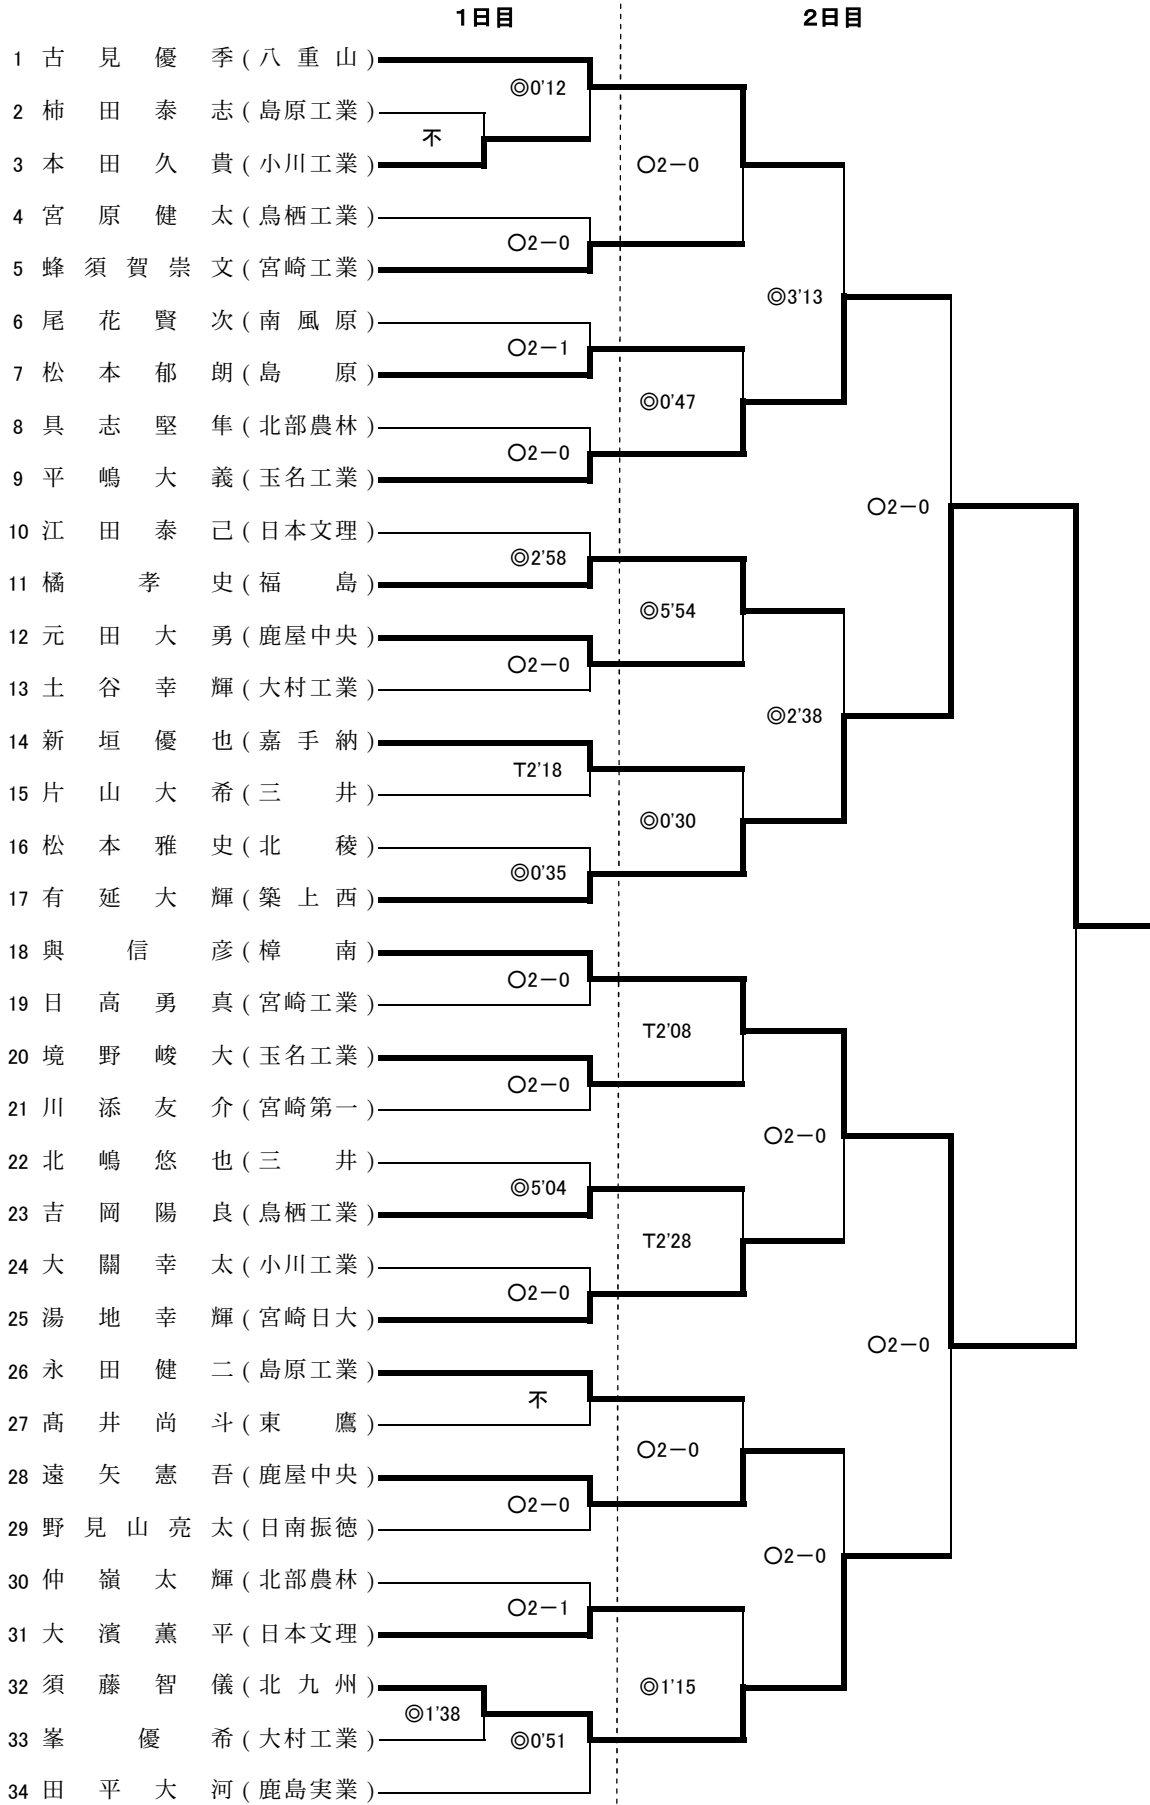 1日目 2日目
1 古見優季(八重山)
◎0'12
2 柿田泰志(島原工業)
不
3 本田久貴(小川工業)
○2－0
4 宮原健太(鳥栖工業)
○2－0
5 蜂須賀崇文(宮崎工業)
◎3'13
6 尾花賢次(南風原)
○2－1
7 松本郁朗(島原)
◎0'47
8 具志堅隼(北部農林)
○2－0
9 平嶋大義(玉名工業)
○2－0
10 江田泰己(日本文理)
◎2'58
11 橘孝史(福島)
◎5'54
12 元田大勇(鹿屋中央)
○2－0
13 土谷幸輝(大村工業)
◎2'38
14 新垣優也(嘉手納)
T2'18
15 片山大希(三井)
◎0'30
16 松本雅史(北稜)
◎0'35
17 有延大輝(築上西)
18 與信彦(樟南)
○2－0
19 日高勇真(宮崎工業)
T2'08
20 境野峻大(玉名工業)
○2－0
21 川添友介(宮崎第一)
○2－0
22 北嶋悠也(三井)
◎5'04
23 吉岡陽良(鳥栖工業)
T2'28
24 大關幸太(小川工業)
○2－0
25 湯地幸輝(宮崎日大)
○2－0
26 永田健二(島原工業)
不
27 髙井尚斗(東鷹)
○2－0
28 遠矢憲吾(鹿屋中央)
○2－0
29 野見山亮太(日南振徳)
○2－0
30 仲嶺太輝(北部農林)
○2－1
31 大濱薫平(日本文理)
32 須藤智儀(北九州)
◎1'15
◎1'38
33 峯優希(大村工業)
◎0'51
34 田平大河(鹿島実業)